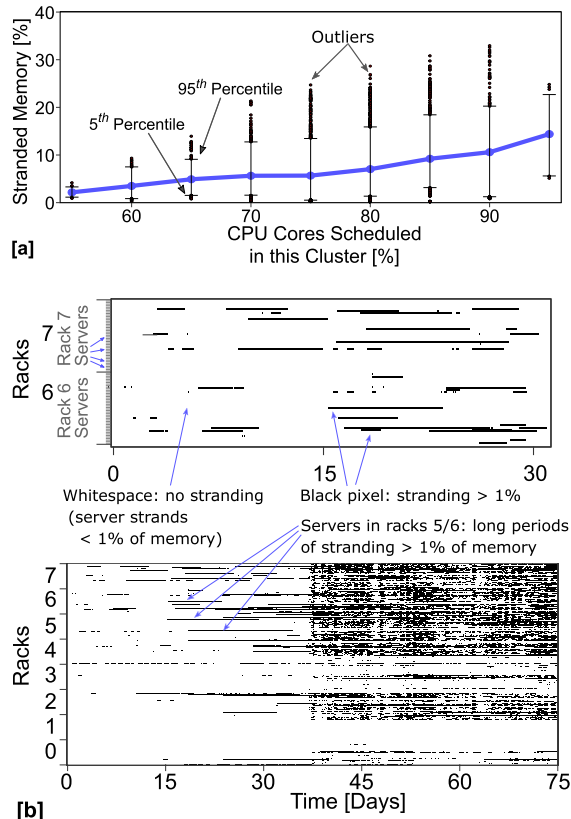 40
30
20
10
0
Stranded Memory [%]
Outliers
95th Percentile
5th Percentile
60
70
80
90
CPU Cores Scheduled
in this Cluster [%]
[a]
Racks
7
6
Rack 7
Servers
Rack 6
Servers
0
15
30
Whitespace: no stranding
(server strands
< 1% of memory)
Black pixel: stranding > 1%
Servers in racks 5/6: long periods
of stranding > 1% of memory
Racks
7
6
5
4
3
2
1
0
0
15
30
45
60
75
Time [Days]
[b]